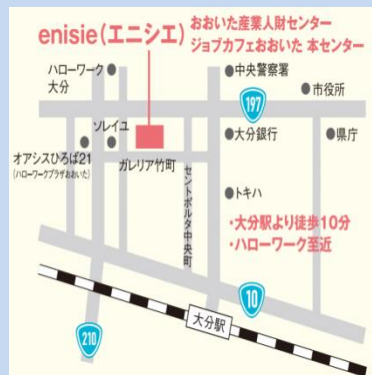 enisie(エニシエ)
おおいた産業人財センター
ジョブカフェおおいた 本センター
ハローワーク
大分
中央警察署
市役所
197
ソレイユ
大分銀行
県庁
オアシスひろば21
(ハローワークプラザおおいた)
ガレリア竹町
セントポルタ中央町
トキハ
・大分駅より徒歩10分
・ハローワーク至近
10
大分駅
210